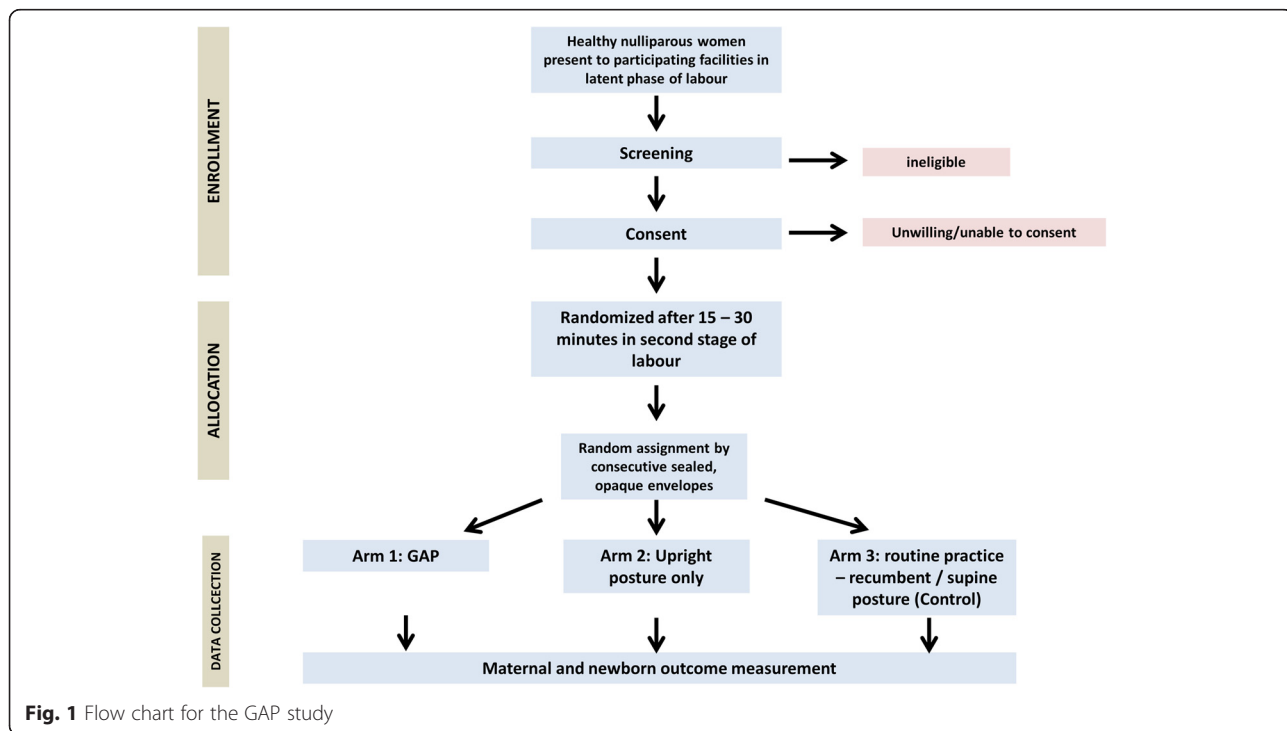 ENROLLMENT
Healthy nulliparous women
present to participating facilities in
latent phase of labour
Screening
ineligible
Consent
Unwilling/unable to consent
ALLOCATION
Randomized after 15 – 30
minutes in second stage of
labour
Random assignment by
consecutive sealed,
opaque envelopes
DATA COLLCECTION
Arm 1: GAP
Arm 2: Upright
posture only
Arm 3: routine practice
– recumbent / supine
posture (Control)
Maternal and newborn outcome measurement
Fig. 1 Flow chart for the GAP study